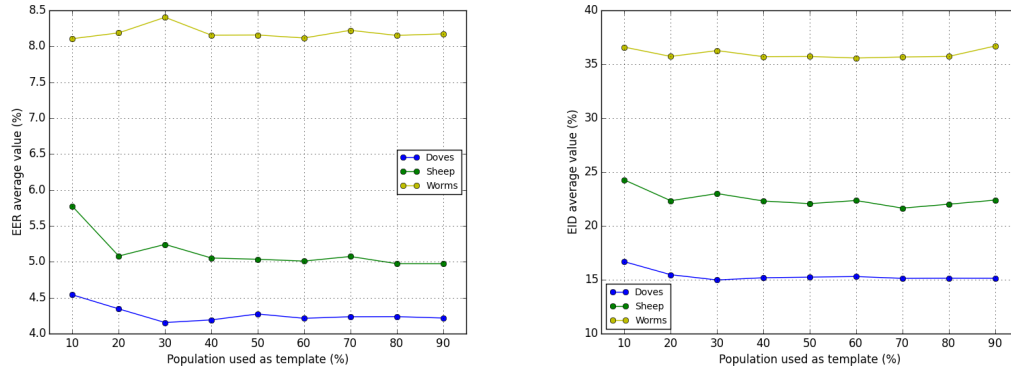 8.5
8.0
7.5
7.0
6.5
6.0
5.5
5.0
4.5
4.0
EER average value (%)
Doves
Sheep
Worms
10 20 30 40 50 60 70 80 90
Population used as template (%)
40
35
30
25
20
15
10
EID average value (%)
Doves
Sheep
Worms
10 20 30 40 50 60 70 80 90
Population used as template (%)